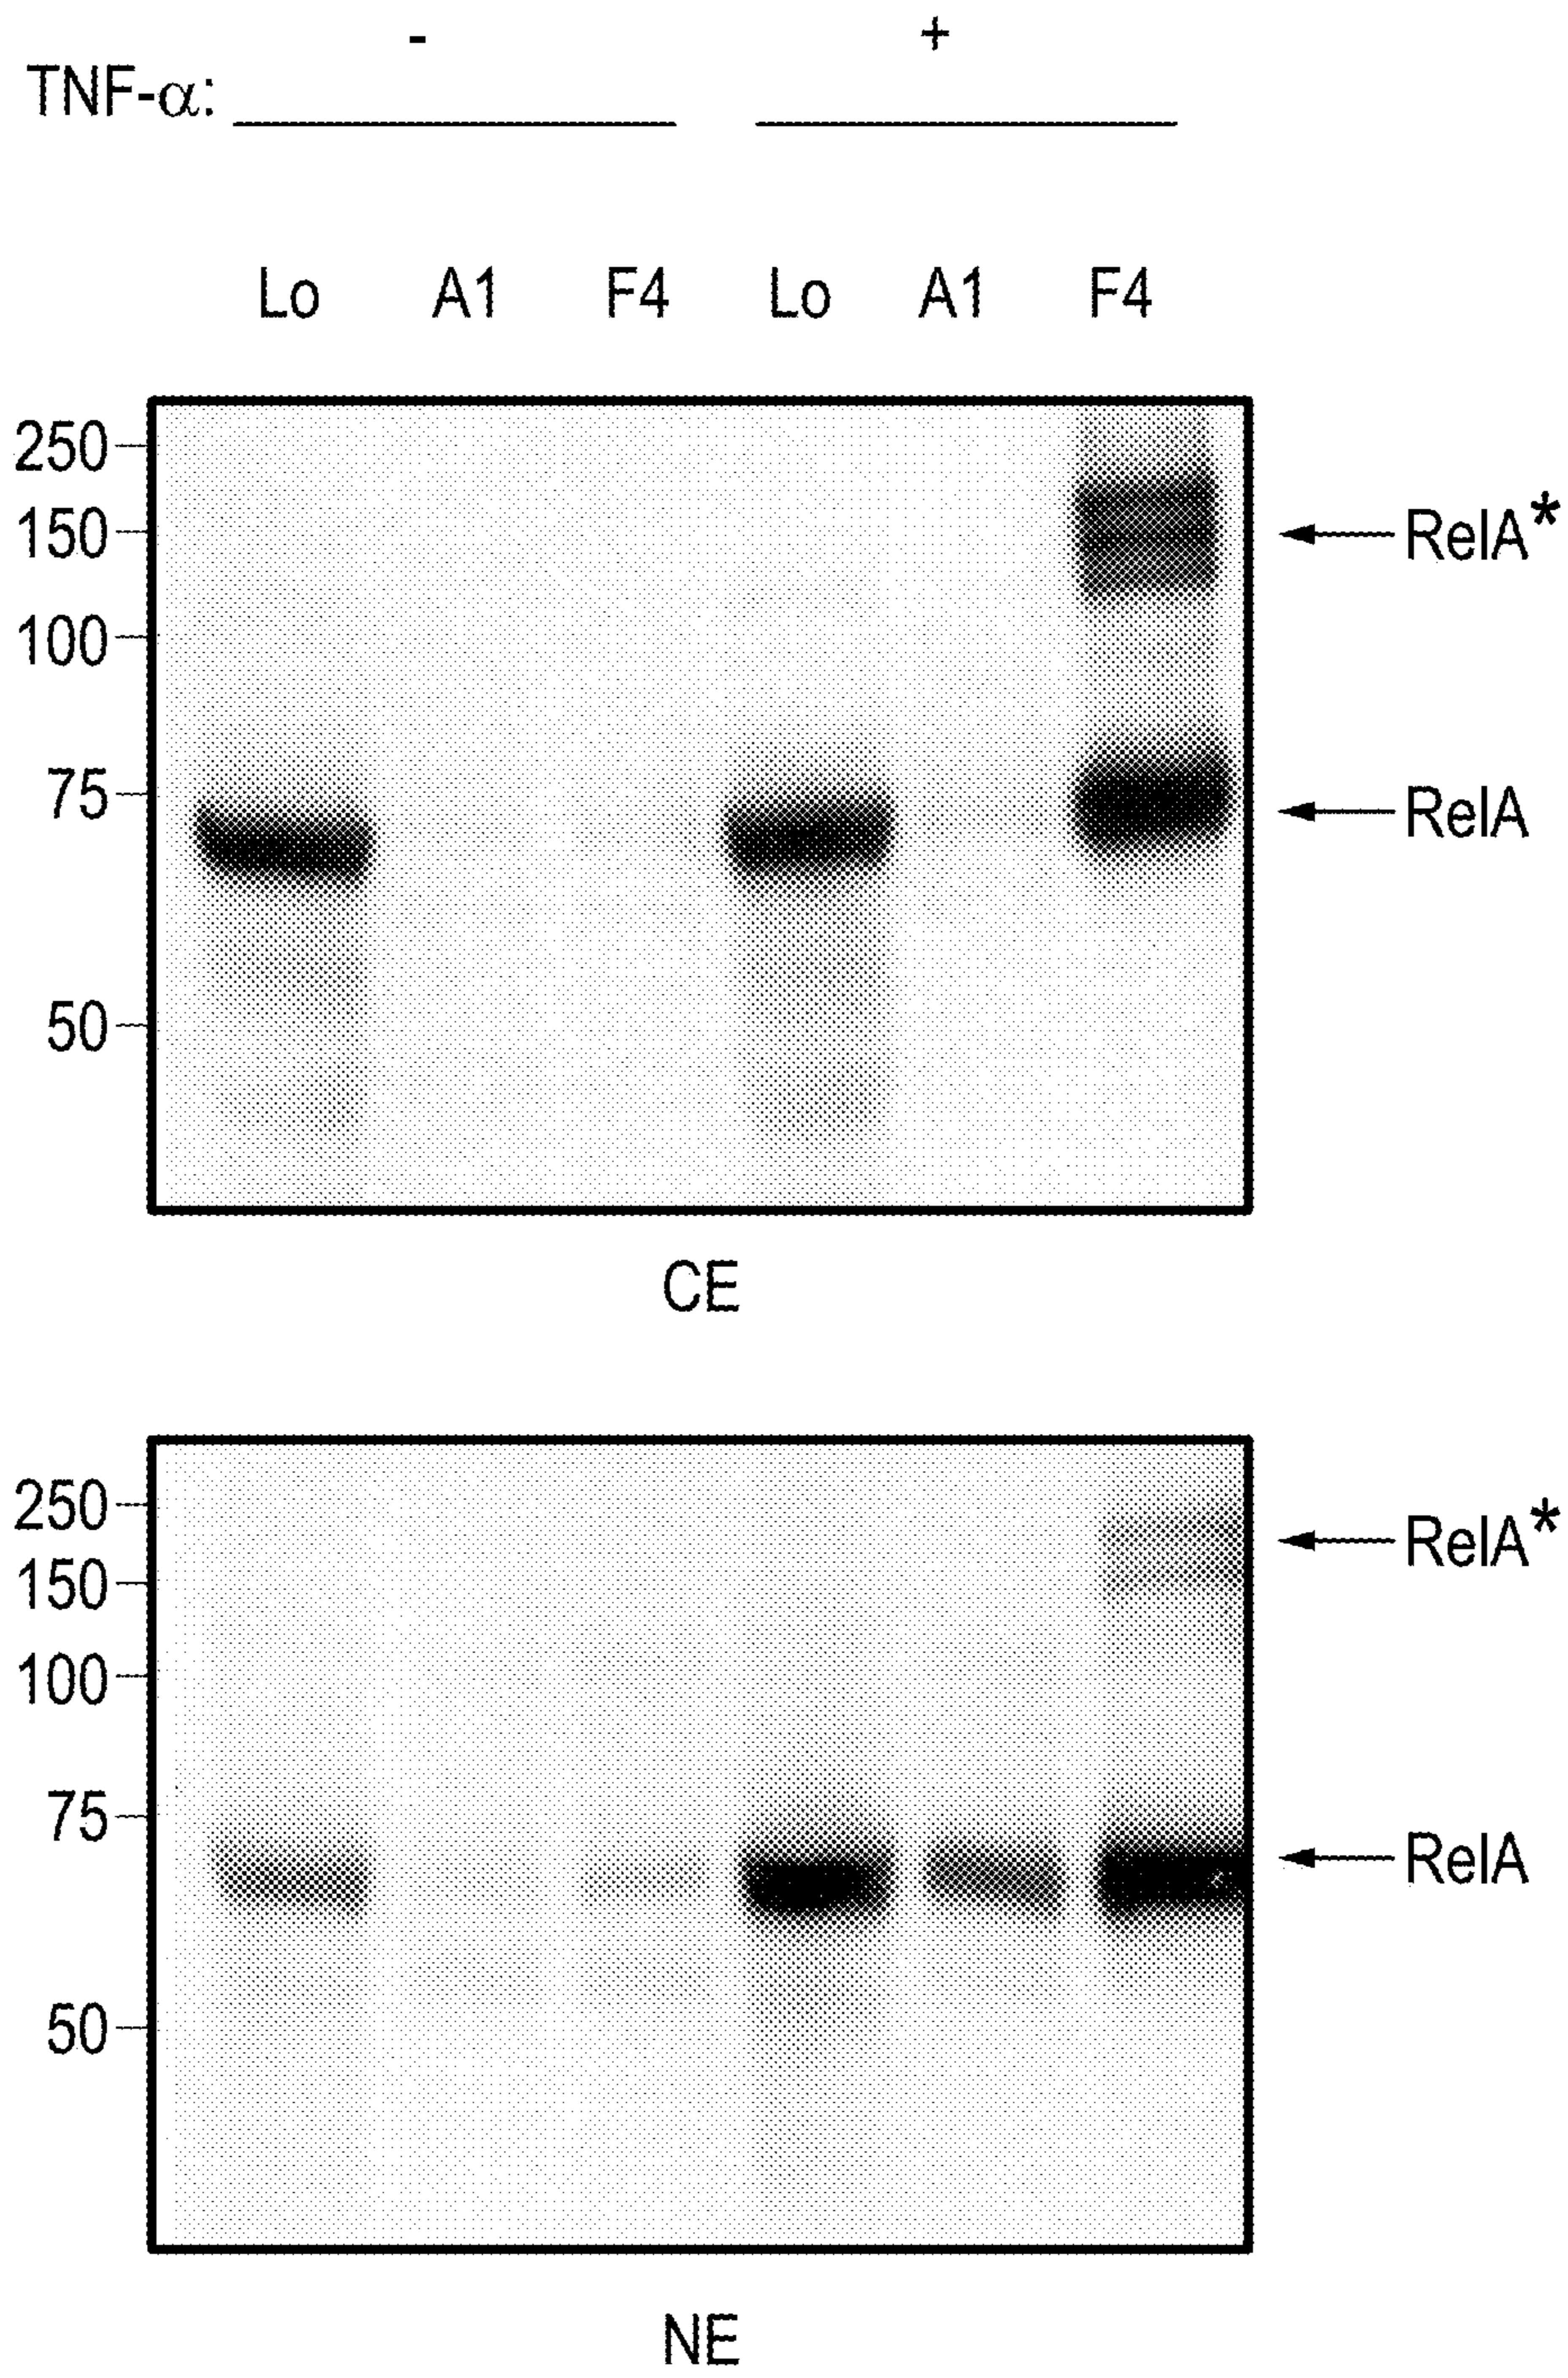 - +
TNF-α:
Lo A1 F4 Lo A1 F4
250
150 RelA*
100
75 RelA
50
CE
250 RelA*
150
100
75 RelA
50
NE